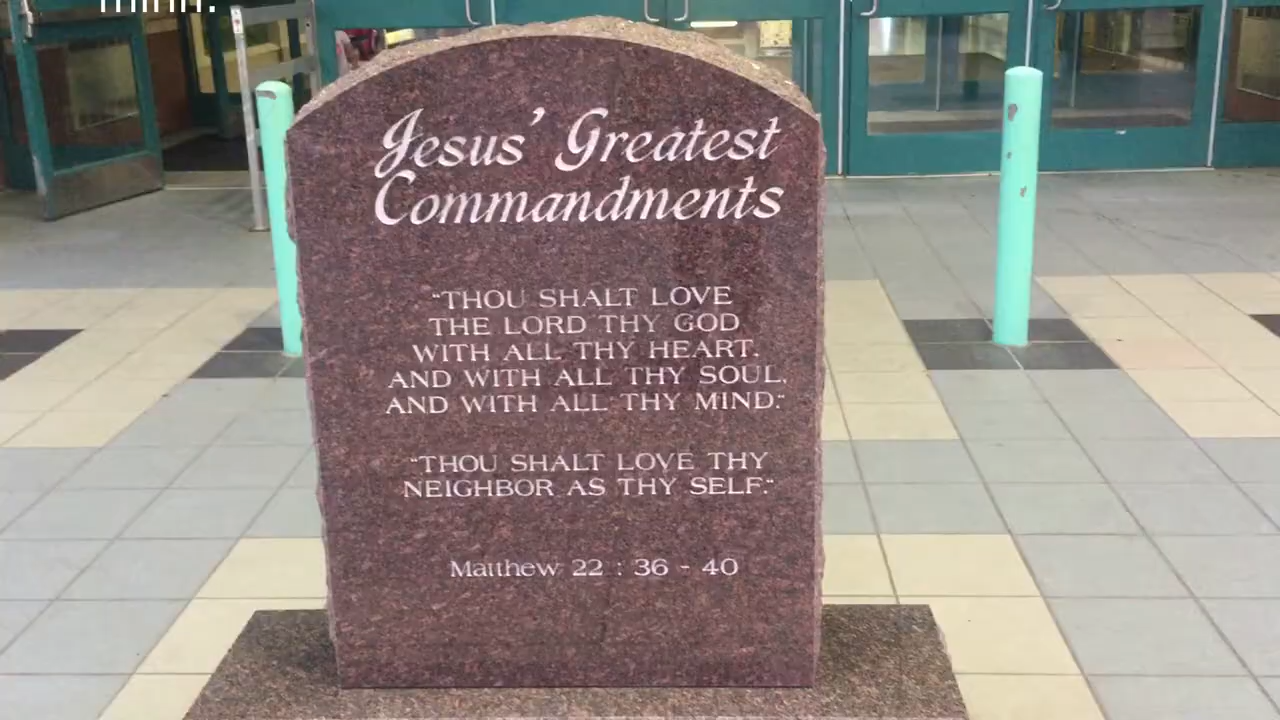 Jesus' Greatest
Commandments
"THOU SHALT LOVE
THE LORD THY GOD
WITH ALL THY HEART,
AND WITH ALL THY SOUL,
AND WITH ALL THY MIND."
"THOU SHALT LOVE THY
NEIGHBOR AS THY SELF."
Matthew 22 : 36 - 40